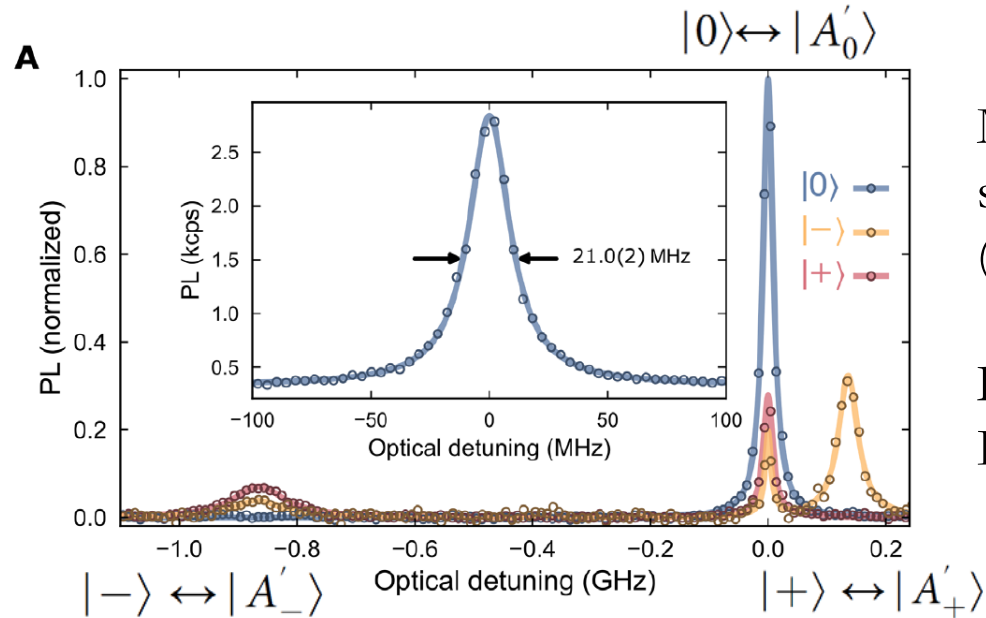 |0⟩↔|A′₀⟩
A
1.0
0.8
0.6
0.4
0.2
0.0
PL (normalized)
2.5
2.0
1.5
1.0
0.5
PL (kcps)
21.0(2) MHz
−100 −50 0 50 100
Optical detuning (MHz)
|0⟩
|−⟩
|+⟩
−1.0 −0.8 −0.6 −0.4 −0.2 0.0 0.2
Optical detuning (GHz)
|−⟩ ↔ |A′₋⟩
|+⟩ ↔ |A′₊⟩
s
(